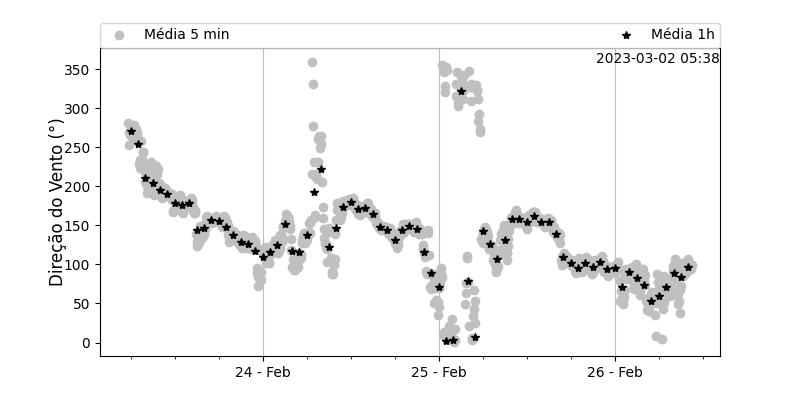 Média 5 min
Média 1h
2023-03-02 05:38
Direção do Vento (°)
350
300
250
200
150
100
50
0
24 - Feb
25 - Feb
26 - Feb